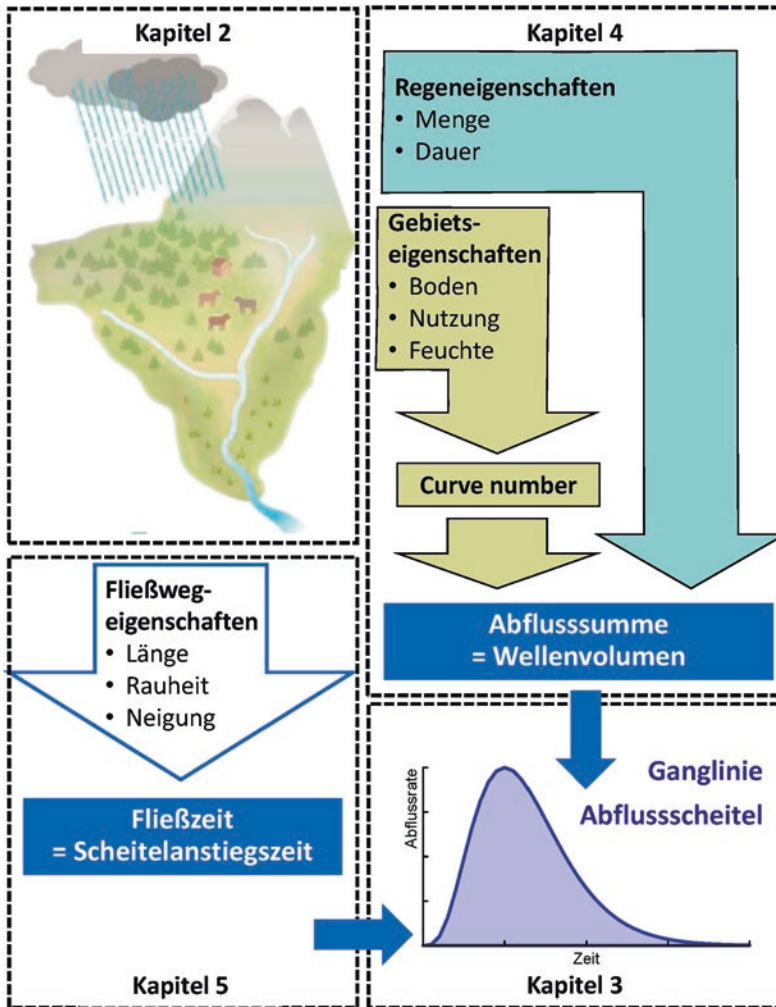 Kapitel 2
Kapitel 4
Regeneigenschaften
• Menge
• Dauer
Gebiets-
eigenschaften
• Boden
• Nutzung
• Feuchte
Curve number
Abflusssumme
= Wellenvolumen
Fließweg-
eigenschaften
• Länge
• Rauheit
• Neigung
Fließzeit
= Scheitelanstiegszeit
Kapitel 5
Ganglinie
Abflussscheitel
Abflussrate
Zeit
Kapitel 3